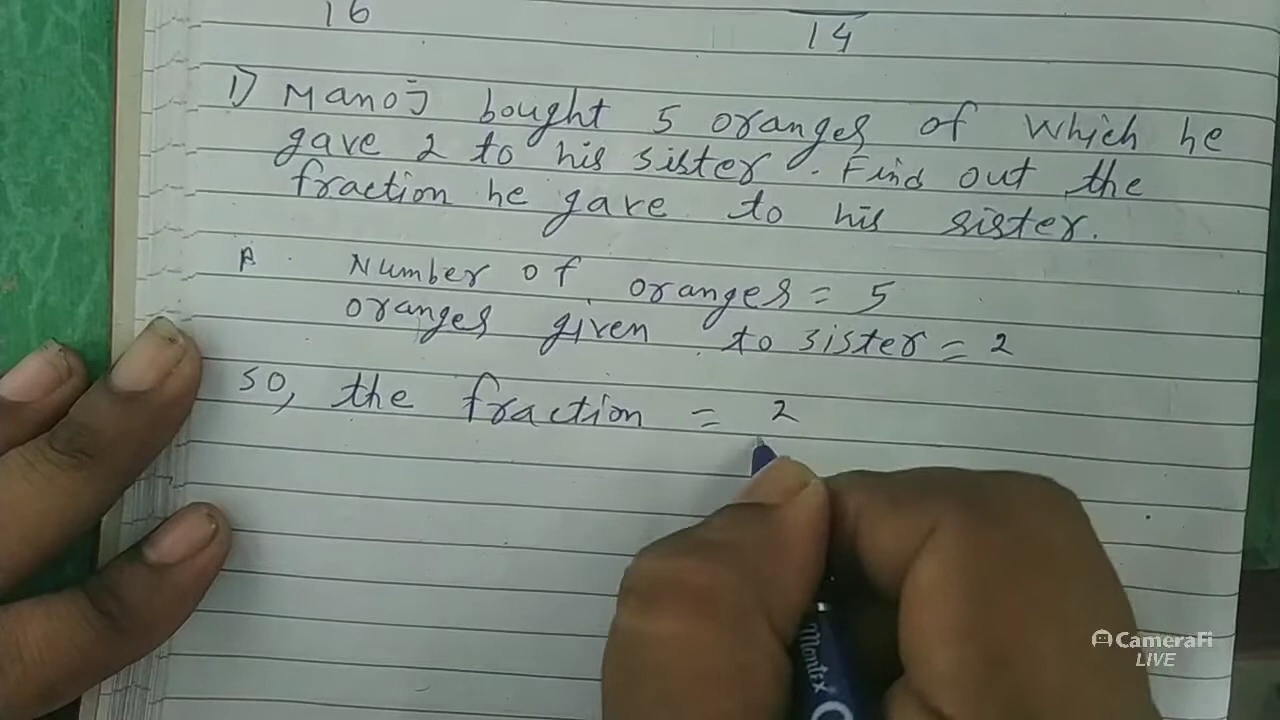 16
14
1) Manoj bought 5 oranges of which he
gave 2 to his sister. Find out the
fraction he gave to his sister.
A. Number of oranges = 5
oranges given to sister = 2
so, the fraction = 2
Montex
CameraFi
LIVE